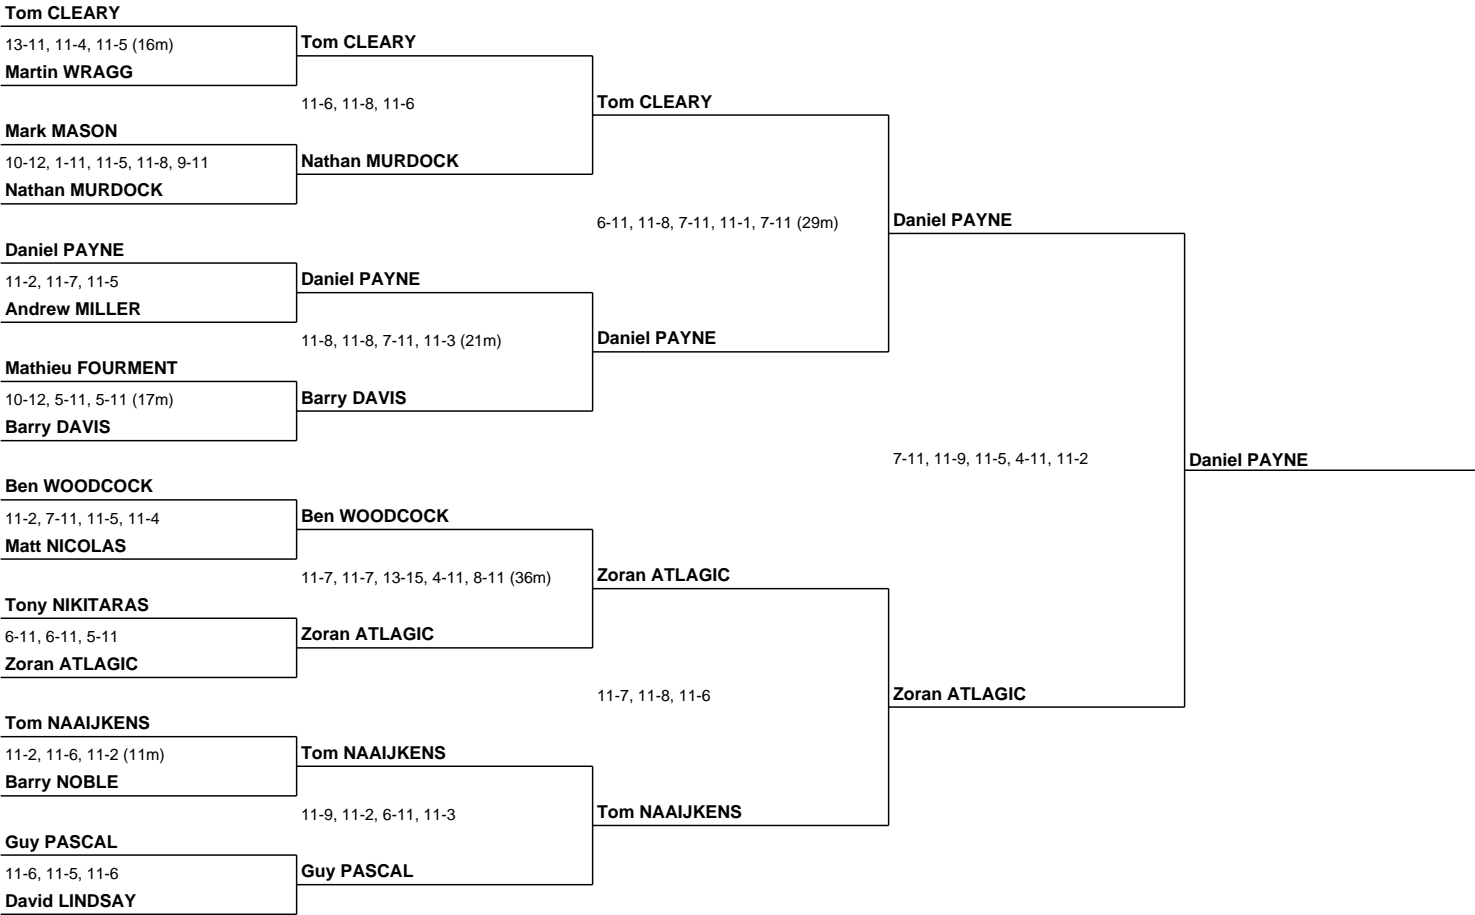 Tom CLEARY
13-11, 11-4, 11-5 (16m)
Martin WRAGG
Mark MASON
10-12, 1-11, 11-5, 11-8, 9-11
Nathan MURDOCK
Daniel PAYNE
11-2, 11-7, 11-5
Andrew MILLER
Mathieu FOURMENT
10-12, 5-11, 5-11 (17m)
Barry DAVIS
Ben WOODCOCK
11-2, 7-11, 11-5, 11-4
Matt NICOLAS
Tony NIKITARAS
6-11, 6-11, 5-11
Zoran ATLAGIC
Tom NAAIJKENS
11-2, 11-6, 11-2 (11m)
Barry NOBLE
Guy PASCAL
11-6, 11-5, 11-6
David LINDSAY
Tom CLEARY
11-6, 11-8, 11-6
Nathan MURDOCK
Daniel PAYNE
11-8, 11-8, 7-11, 11-3 (21m)
Barry DAVIS
Ben WOODCOCK
11-7, 11-7, 13-15, 4-11, 8-11 (36m)
Zoran ATLAGIC
Tom NAAIJKENS
11-9, 11-2, 6-11, 11-3
Guy PASCAL
Tom CLEARY
6-11, 11-8, 7-11, 11-1, 7-11 (29m)
Daniel PAYNE
Zoran ATLAGIC
11-7, 11-8, 11-6
Tom NAAIJKENS
Daniel PAYNE
7-11, 11-9, 11-5, 4-11, 11-2
Zoran ATLAGIC
Daniel PAYNE